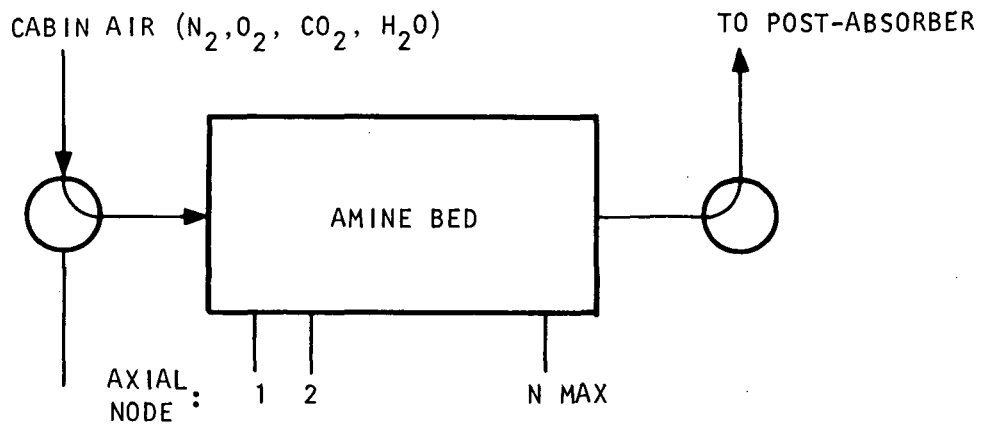 CABIN AIR (N2,O2, CO2, H2O)
TO POST-ABSORBER
AMINE BED
AXIAL NODE: 1 2 N MAX